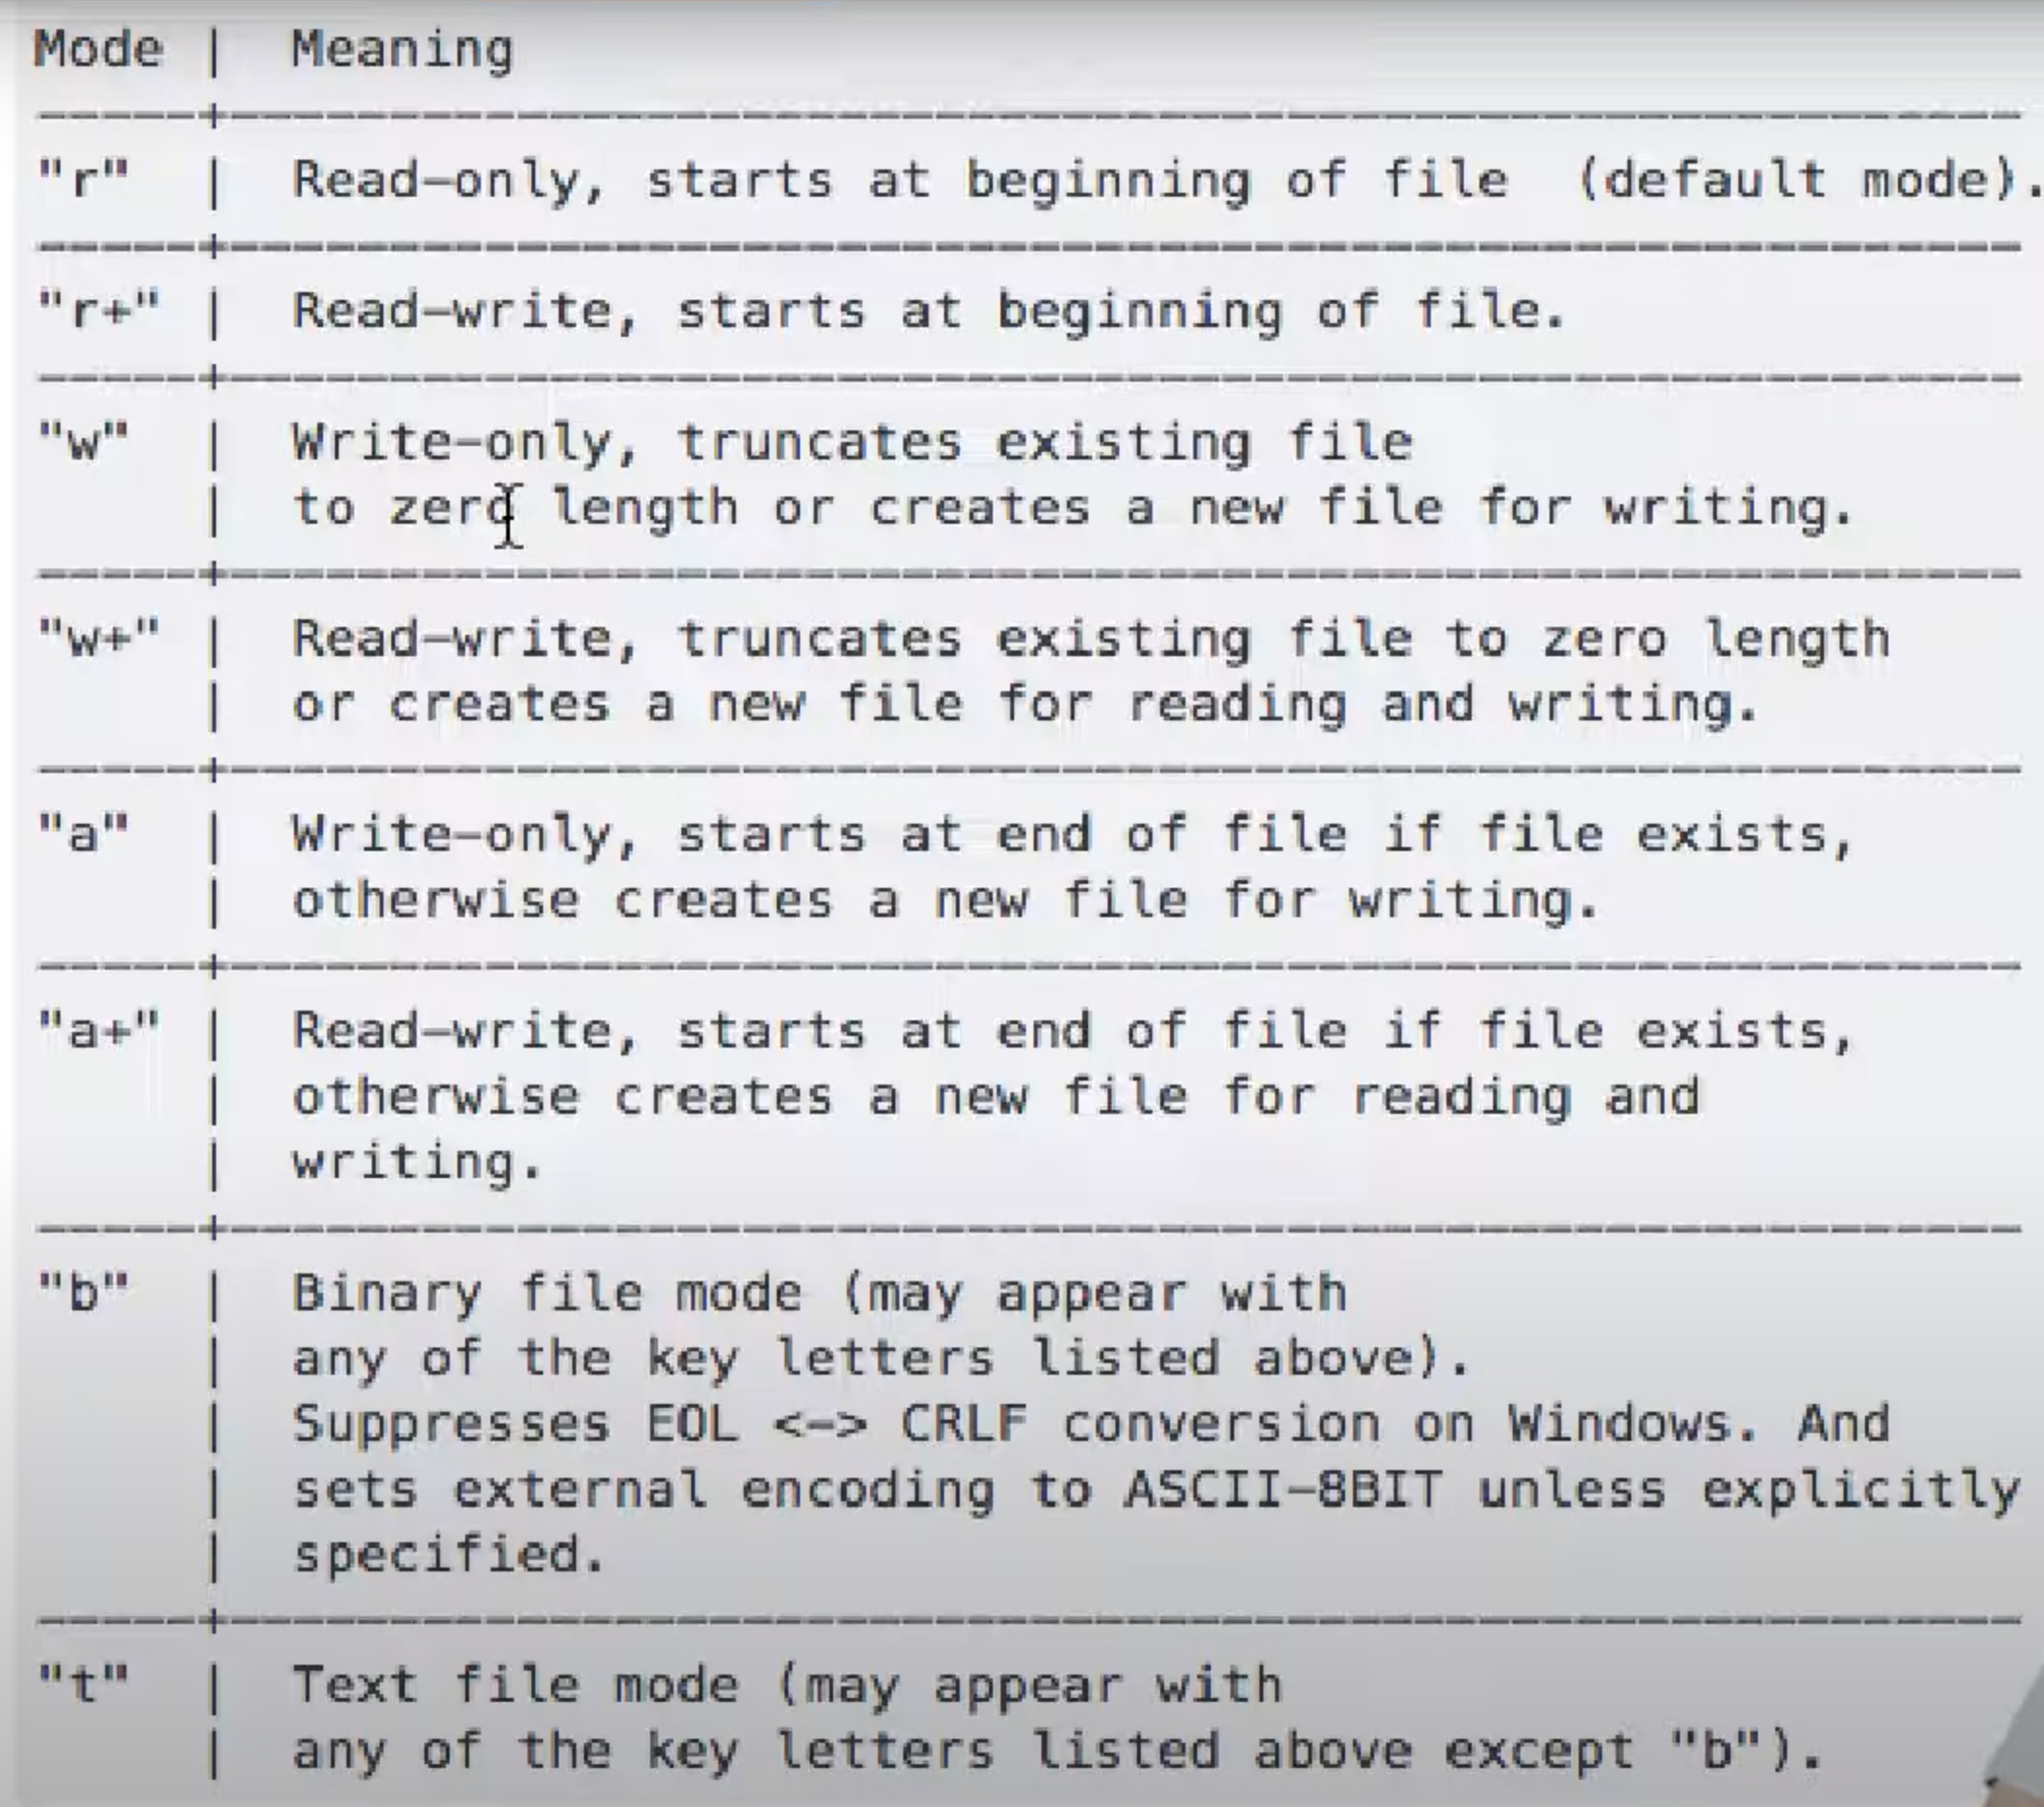 Mode | Meaning
-----+--------------------------------------------------------
"r" | Read-only, starts at beginning of file (default mode).
-----+--------------------------------------------------------
"r+" | Read-write, starts at beginning of file.
-----+--------------------------------------------------------
"w" | Write-only, truncates existing file
| to zero length or creates a new file for writing.
-----+--------------------------------------------------------
"w+" | Read-write, truncates existing file to zero length
| or creates a new file for reading and writing.
-----+--------------------------------------------------------
"a" | Write-only, starts at end of file if file exists,
| otherwise creates a new file for writing.
-----+--------------------------------------------------------
"a+" | Read-write, starts at end of file if file exists,
| otherwise creates a new file for reading and
| writing.
-----+--------------------------------------------------------
"b" | Binary file mode (may appear with
| any of the key letters listed above).
| Suppresses EOL <-> CRLF conversion on Windows. And
| sets external encoding to ASCII-8BIT unless explicitly
| specified.
-----+--------------------------------------------------------
"t" | Text file mode (may appear with
| any of the key letters listed above except "b").